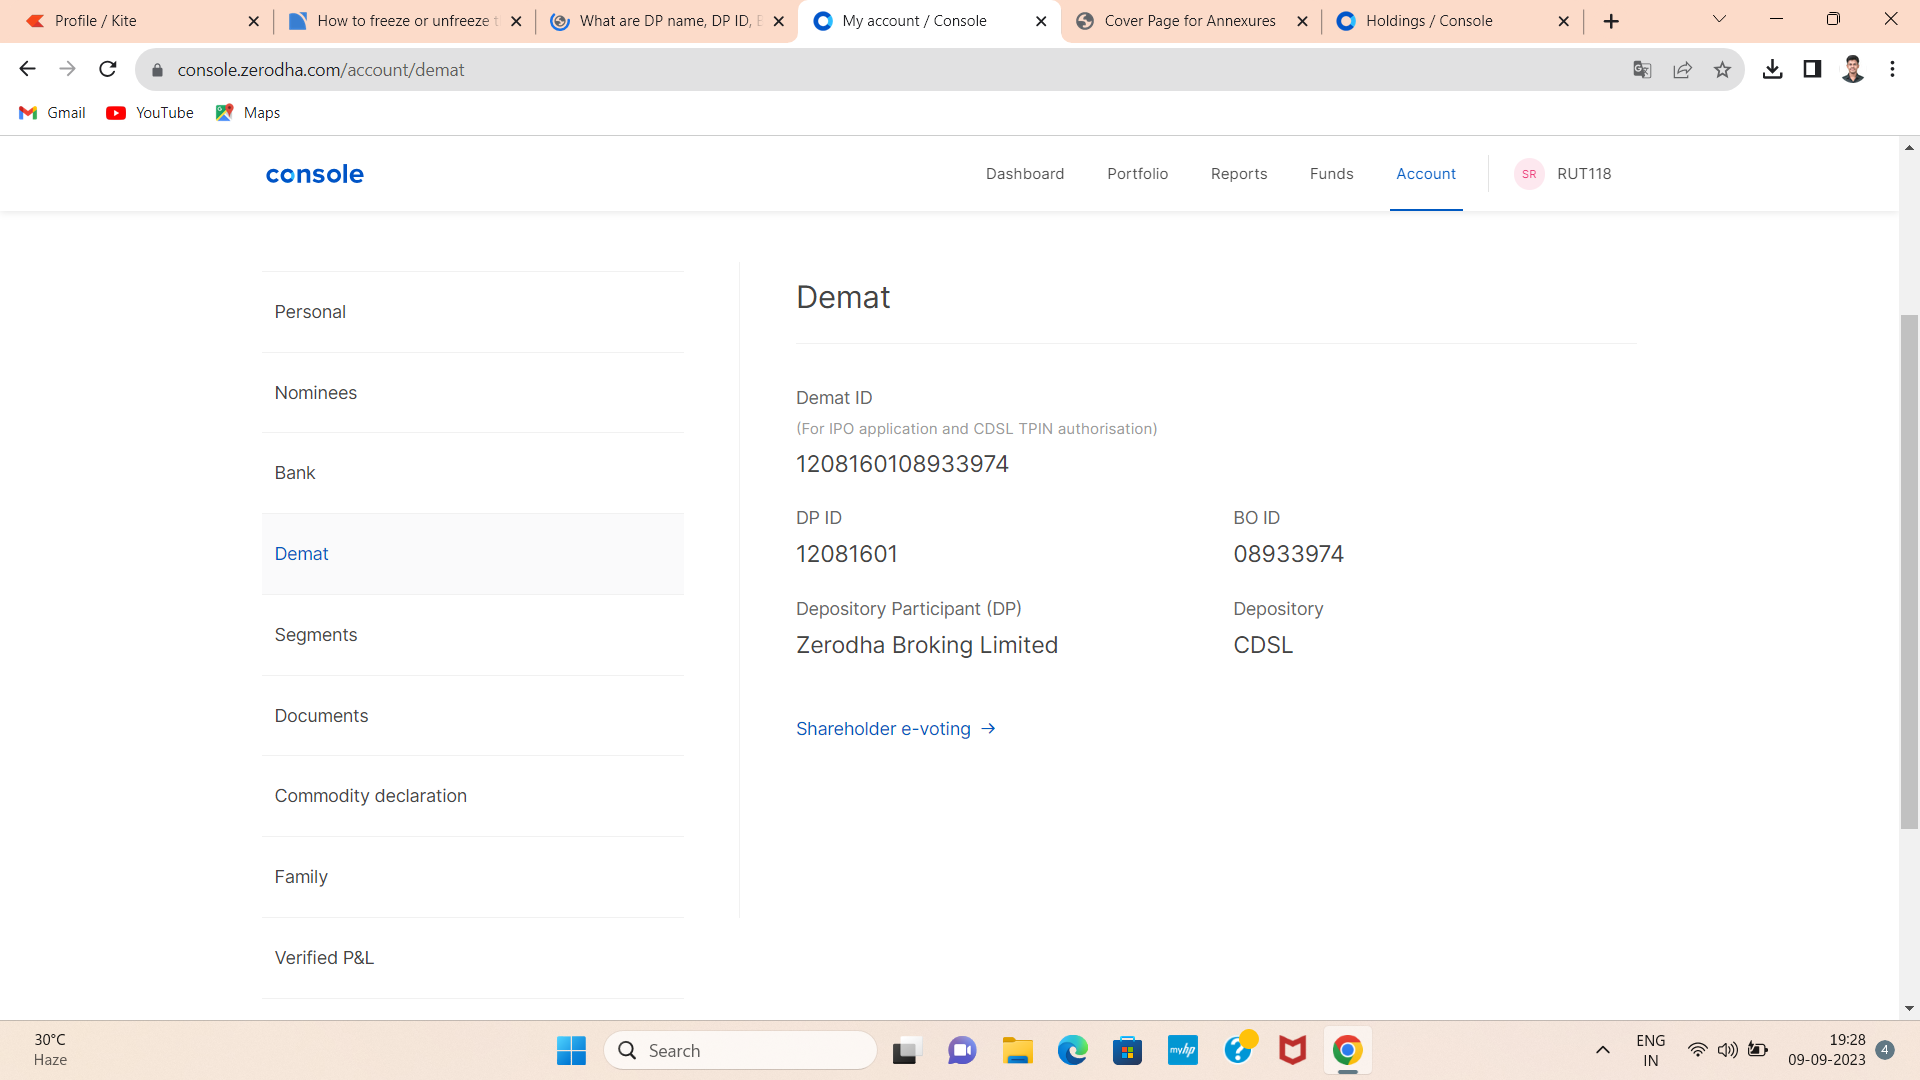 Profile / Kite
How to freeze or unfreeze t
What are DP name, DP ID, B
My account / Console
Cover Page for Annexures
Holdings / Console
console.zerodha.com/account/demat
Gmail
YouTube
Maps
console
Dashboard
Portfolio
Reports
Funds
Account
SR
RUT118
Personal
Nominees
Bank
Demat
Segments
Documents
Commodity declaration
Family
Verified P&L
Demat
Demat ID
(For IPO application and CDSL TPIN authorisation)
1208160108933974
DP ID
12081601
BO ID
08933974
Depository Participant (DP)
Zerodha Broking Limited
Depository
CDSL
Shareholder e-voting →
30°C
Haze
Search
myhp
ENG
IN
19:28
09-09-2023
4